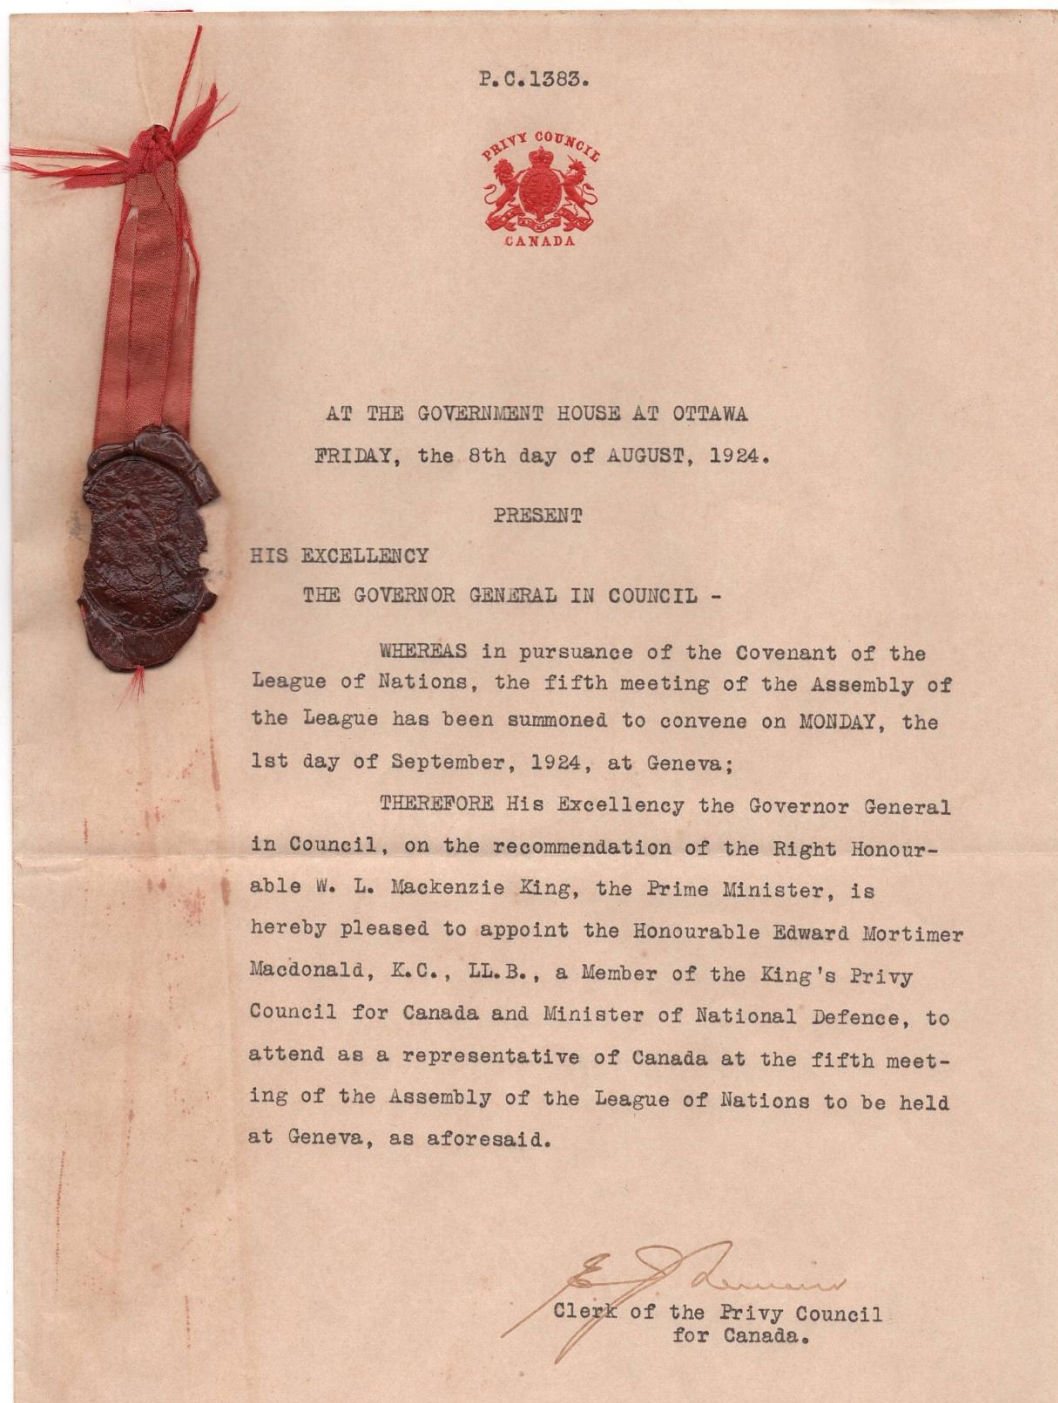 P.C.1383.
PRIVY COUNCIL
CANADA
AT THE GOVERNMENT HOUSE AT OTTAWA
FRIDAY, the 8th day of AUGUST, 1924.
PRESENT
HIS EXCELLENCY
THE GOVERNOR GENERAL IN COUNCIL -
WHEREAS in pursuance of the Covenant of the
League of Nations, the fifth meeting of the Assembly of
the League has been summoned to convene on MONDAY, the
1st day of September, 1924, at Geneva;
THEREFORE His Excellency the Governor General
in Council, on the recommendation of the Right Honour-
able W. L. Mackenzie King, the Prime Minister, is
hereby pleased to appoint the Honourable Edward Mortimer
Macdonald, K.C., LL.B., a Member of the King's Privy
Council for Canada and Minister of National Defence, to
attend as a representative of Canada at the fifth meet-
ing of the Assembly of the League of Nations to be held
at Geneva, as aforesaid.
E. J.
Clerk of the Privy Council
for Canada.